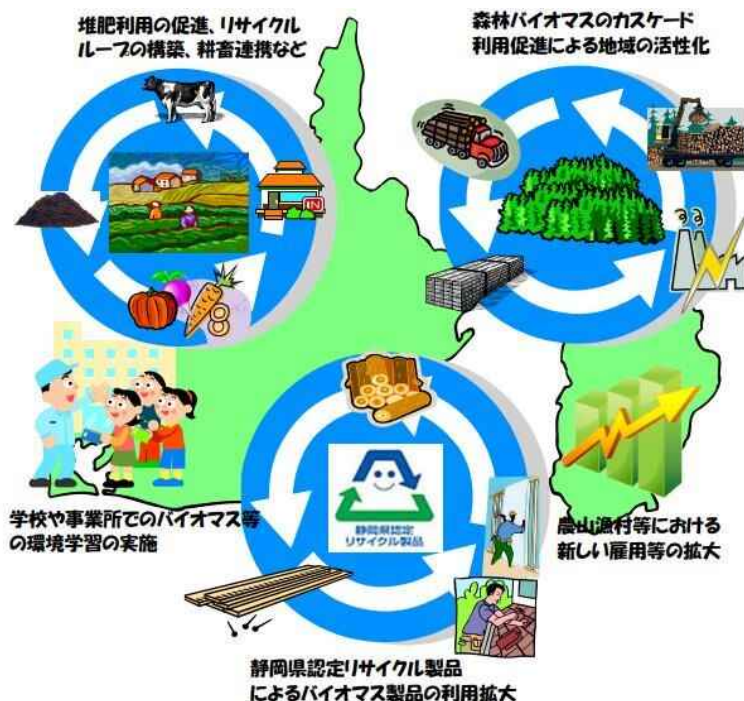 堆肥利用の促進、リサイクル
ループの構築、耕畜連携など
森林バイオマスのカスケード
利用促進による地域の活性化
IN
学校や事業所でのバイオマス等
の環境学習の実施
静岡県認定
リサイクル製品
農山漁村等における
新しい雇用等の拡大
静岡県認定リサイクル製品
によるバイオマス製品の利用拡大